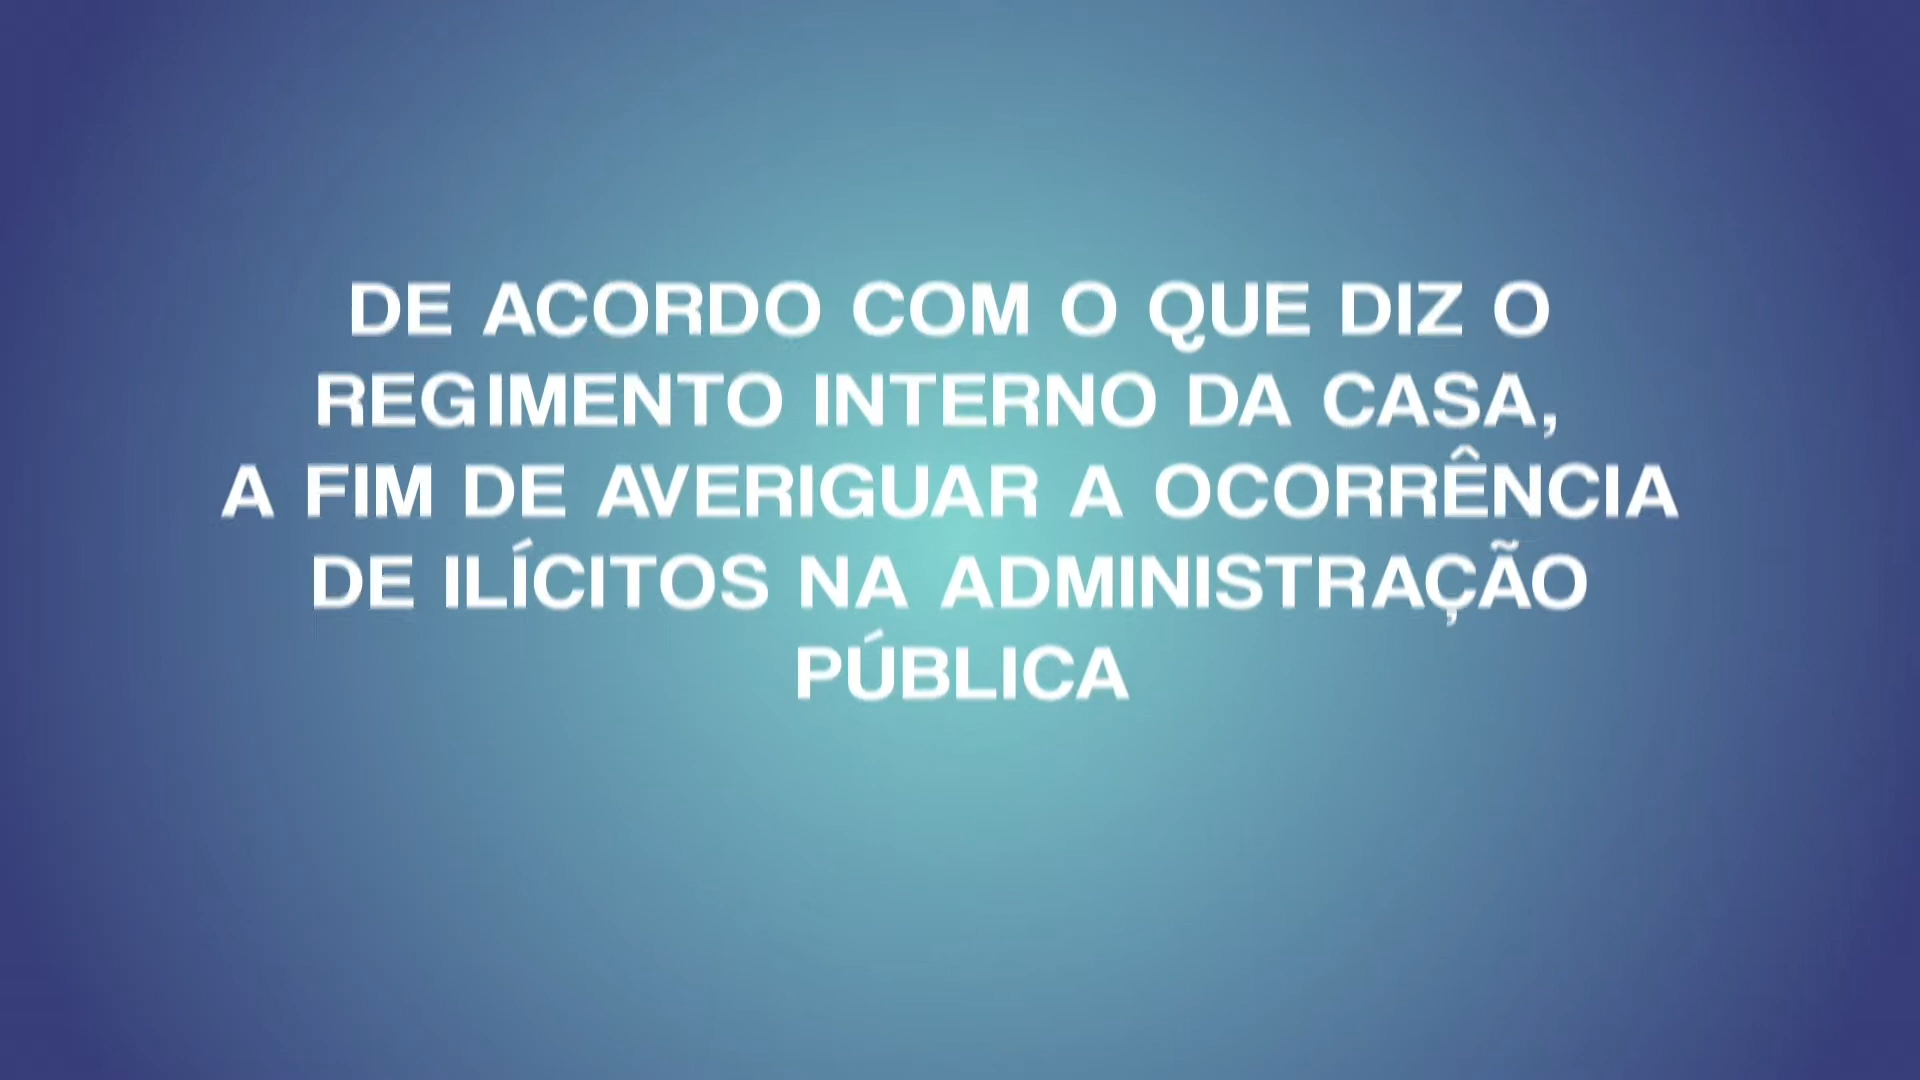 DE ACORDO COM O QUE DIZ O
REGIMENTO INTERNO DA CASA,
A FIM DE AVERIGUAR A OCORRÊNCIA
DE ILÍCITOS NA ADMINISTRAÇÃO
PÚBLICA